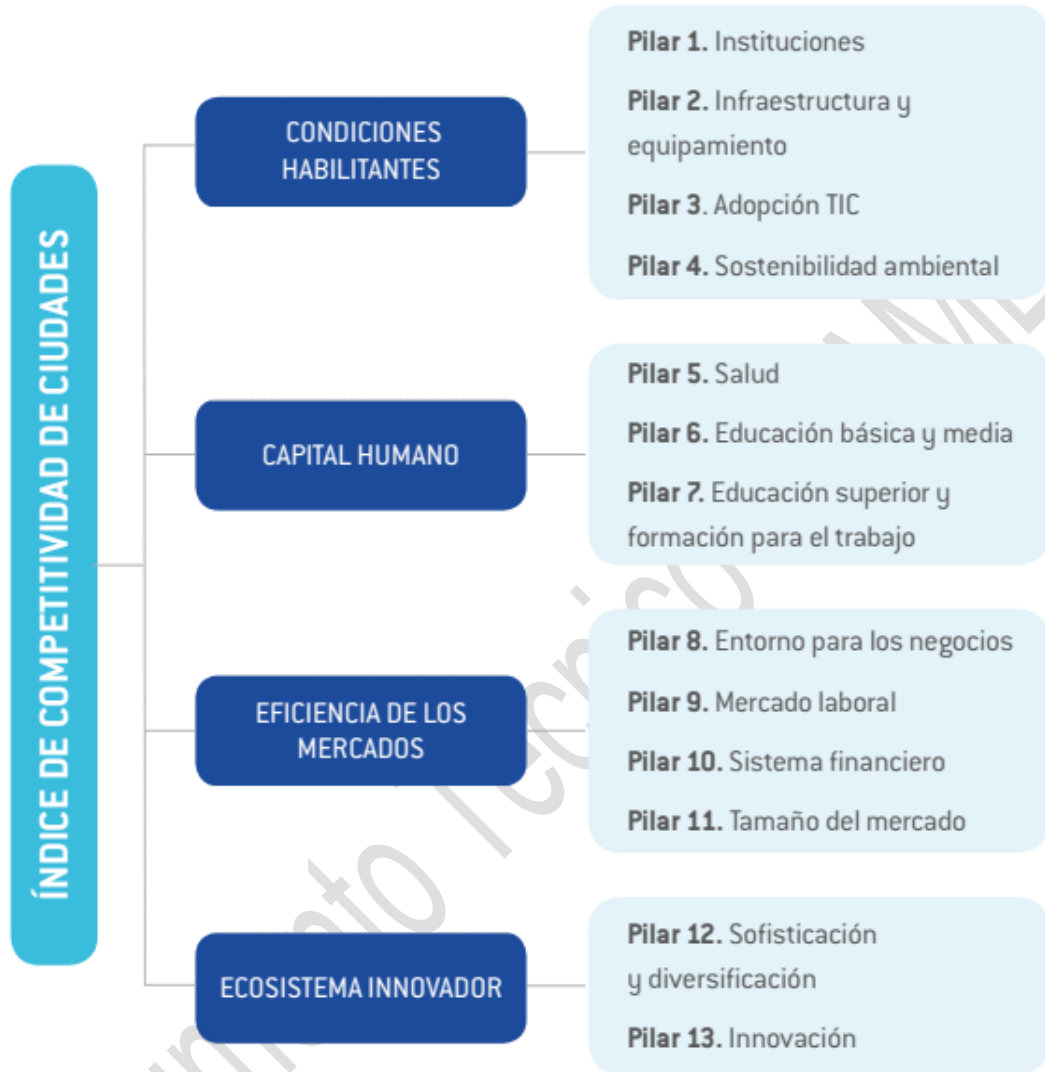 ÍNDICE DE COMPETITIVIDAD DE CIUDADES
CONDICIONES
HABILITANTES
Pilar 1. Instituciones
Pilar 2. Infraestructura y
equipamiento
Pilar 3. Adopción TIC
Pilar 4. Sostenibilidad ambiental
CAPITAL HUMANO
Pilar 5. Salud
Pilar 6. Educación básica y media
Pilar 7. Educación superior y
formación para el trabajo
EFICIENCIA DE LOS
MERCADOS
Pilar 8. Entorno para los negocios
Pilar 9. Mercado laboral
Pilar 10. Sistema financiero
Pilar 11. Tamaño del mercado
ECOSISTEMA INNOVADOR
Pilar 12. Sofisticación
y diversificación
Pilar 13. Innovación